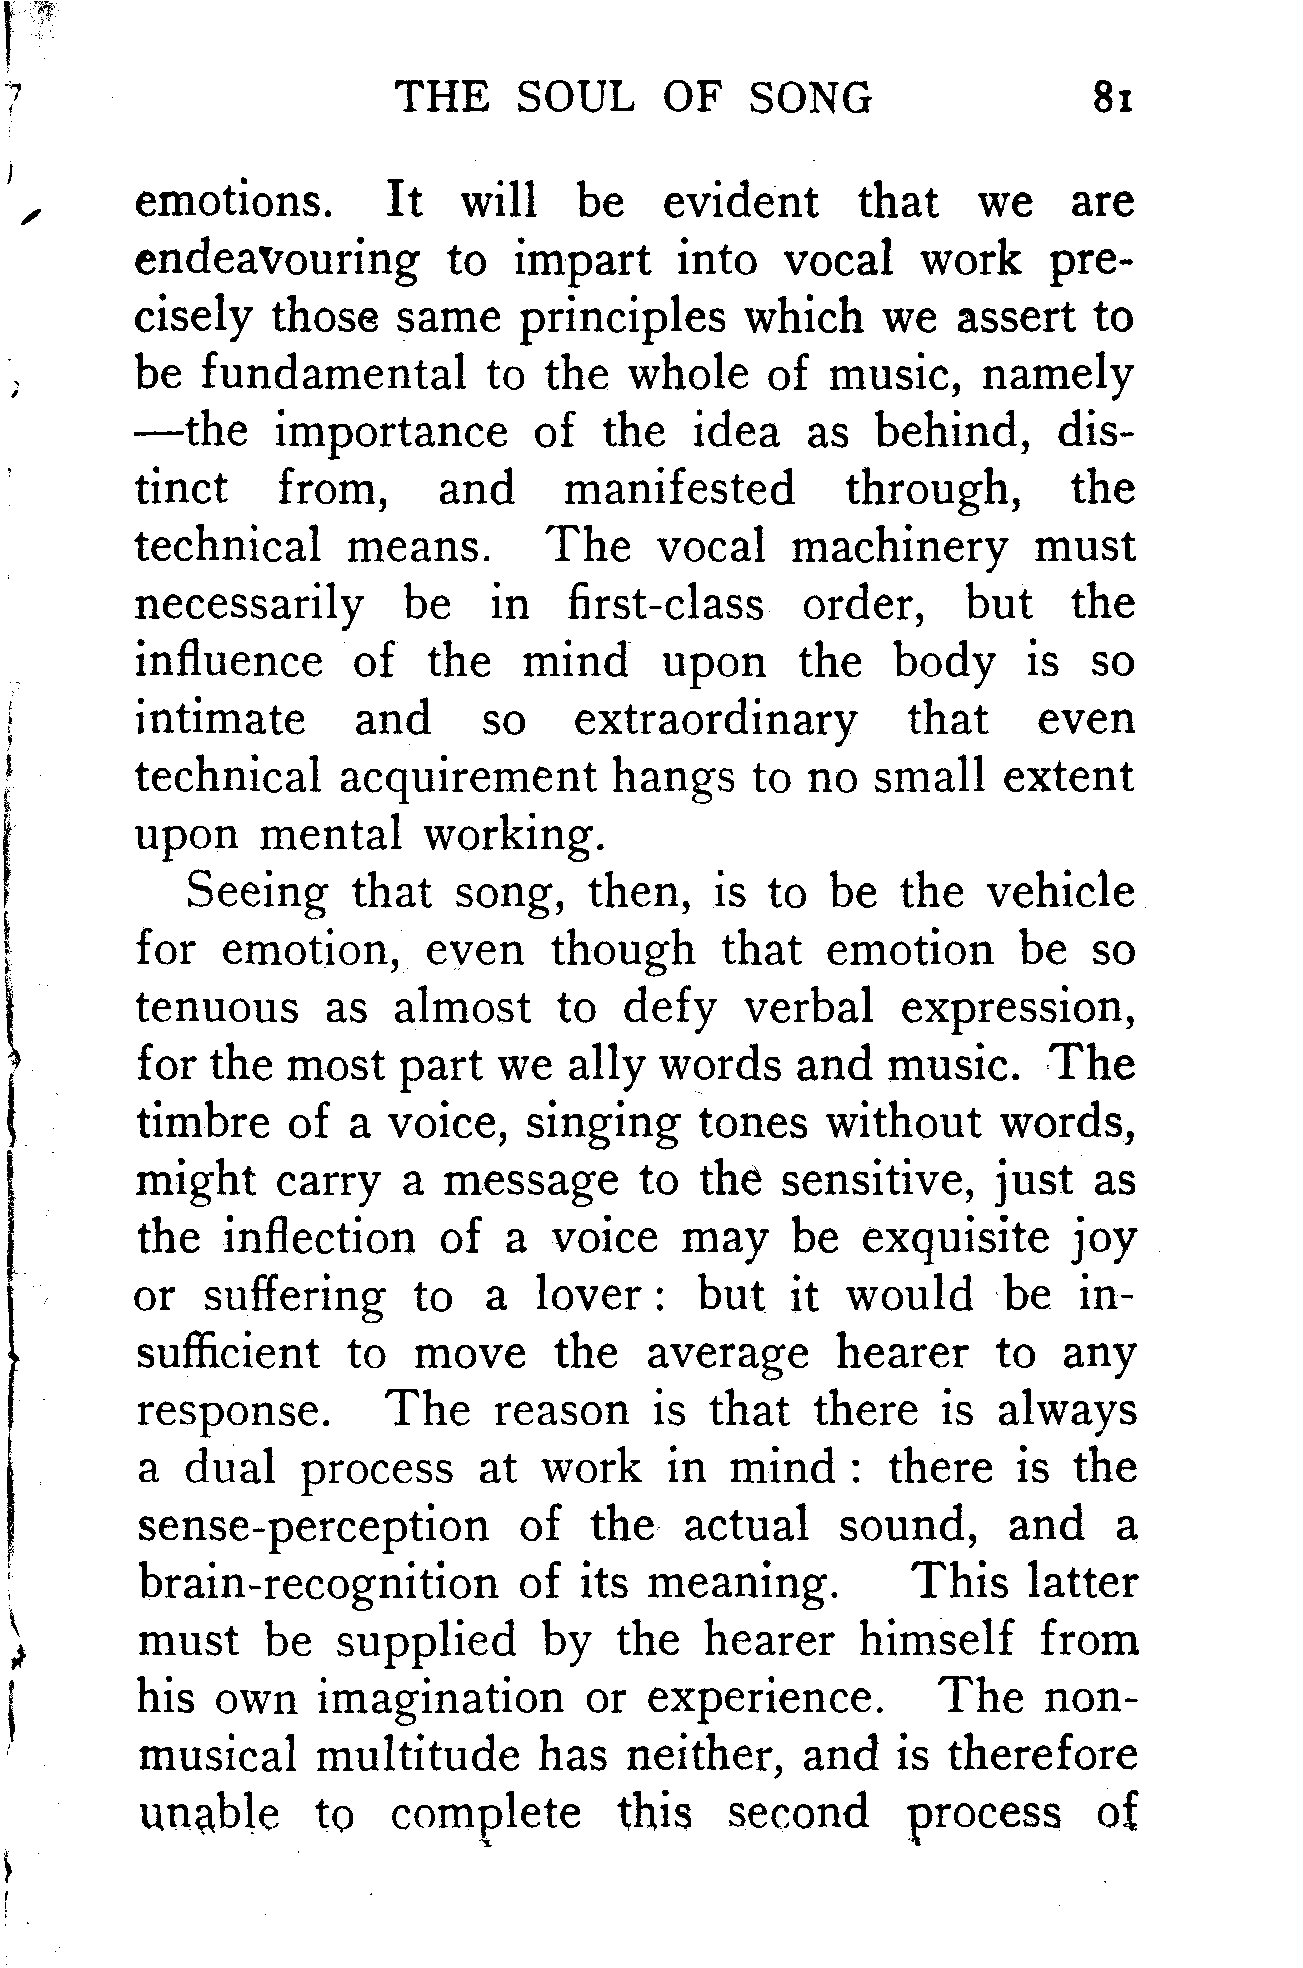 THE SOUL OF SONG 81
emotions. It will be evident that we are
endeavouring to impart into vocal work pre-
cisely those same principles which we assert to
be fundamental to the whole of music, namely
—the importance of the idea as behind, dis-
tinct from, and manifested through, the
technical means. The vocal machinery must
necessarily be in first-class order, but the
influence of the mind upon the body is so
intimate and so extraordinary that even
technical acquirement hangs to no small extent
upon mental working.
Seeing that song, then, is to be the vehicle
for emotion, even though that emotion be so
tenuous as almost to defy verbal expression,
for the most part we ally words and music. The
timbre of a voice, singing tones without words,
might carry a message to the sensitive, just as
the inflection of a voice may be exquisite joy
or suffering to a lover: but it would be in-
sufficient to move the average hearer to any
response. The reason is that there is always
a dual process at work in mind: there is the
sense-perception of the actual sound, and a
brain-recognition of its meaning. This latter
must be supplied by the hearer himself from
his own imagination or experience. The non-
musical multitude has neither, and is therefore
unable to complete this second process of